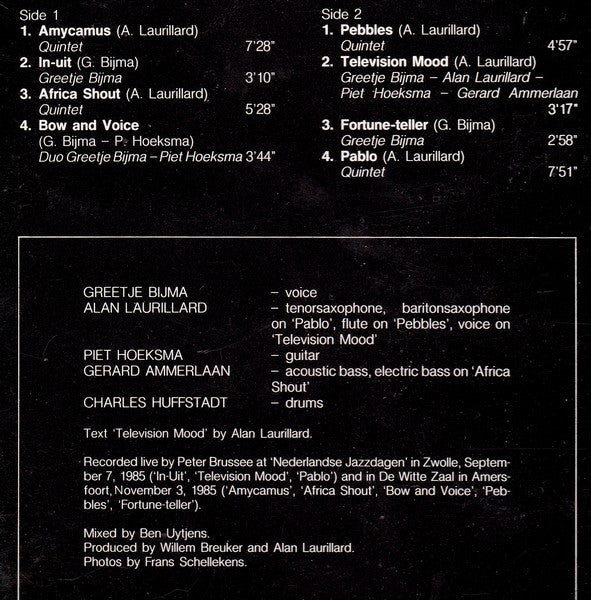 Side 1
1. Amycamus (A. Laurillard)
Quintet 7'28"
2. In-uit (G. Bijma)
Greetje Bijma 3'10"
3. Africa Shout (A. Laurillard)
Quintet 5'28"
4. Bow and Voice
(G. Bijma – P. Hoeksma)
Duo Greetje Bijma – Piet Hoeksma 3'44"
Side 2
1. Pebbles (A. Laurillard)
Quintet 4'57"
2. Television Mood (A. Laurillard)
Greetje Bijma – Alan Laurillard –
Piet Hoeksma – Gerard Ammerlaan
3'17"
3. Fortune-teller (G. Bijma)
Greetje Bijma 2'58"
4. Pablo (A. Laurillard)
Quintet 7'51"
GREETJE BIJMA – voice
ALAN LAURILLARD – tenorsaxophone, baritonsaxophone
on 'Pablo', flute on 'Pebbles', voice on
'Television Mood'
PIET HOEKSMA – guitar
GERARD AMMERLAAN – acoustic bass, electric bass on 'Africa
Shout'
CHARLES HUFFSTADT – drums
Text 'Television Mood' by Alan Laurillard.
Recorded live by Peter Brussee at 'Nederlandse Jazzdagen' in Zwolle, Septem-
ber 7, 1985 ('In-Uit', 'Television Mood', 'Pablo') and in De Witte Zaal in Amers-
foort, November 3, 1985 ('Amycamus', 'Africa Shout', 'Bow and Voice', 'Peb-
bles', 'Fortune-teller').
Mixed by Ben Uytjens.
Produced by Willem Breuker and Alan Laurillard.
Photos by Frans Schellekens.